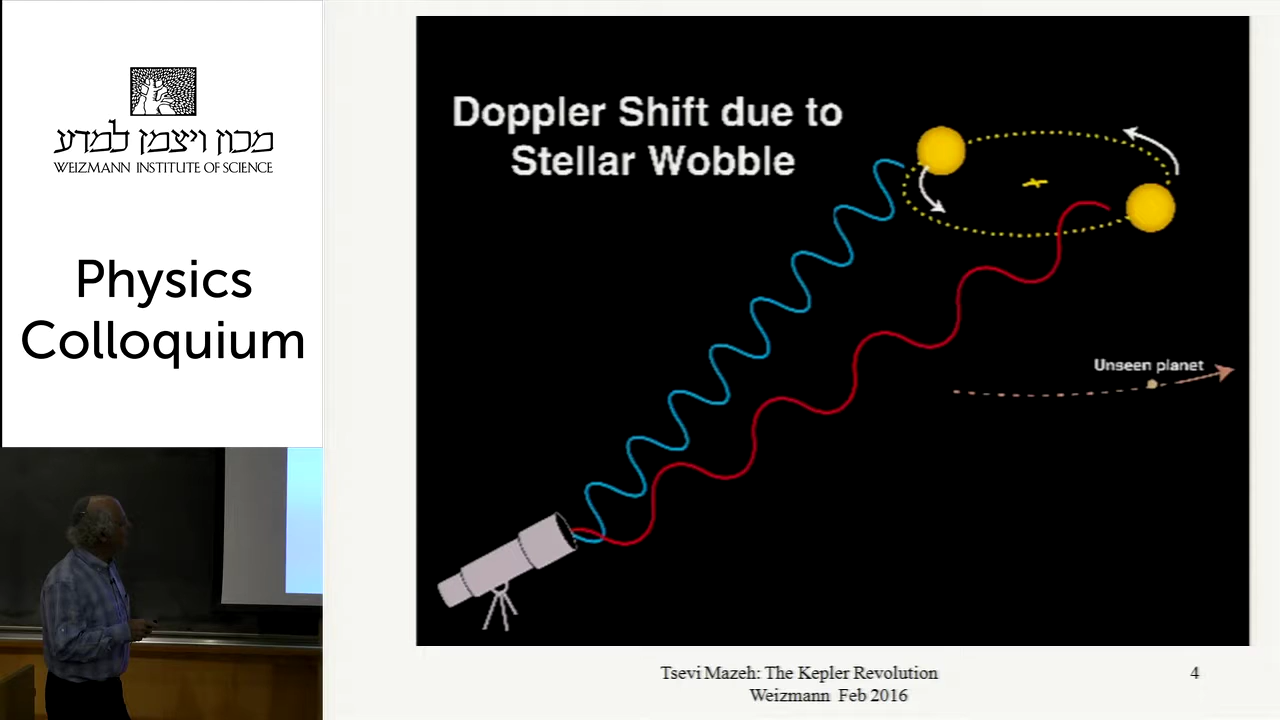 מכון ויצמן למדע
WEIZMANN INSTITUTE OF SCIENCE
Physics
Colloquium
Doppler Shift due to
Stellar Wobble
Unseen planet
Tsevi Mazeh: The Kepler Revolution
Weizmann Feb 2016
4